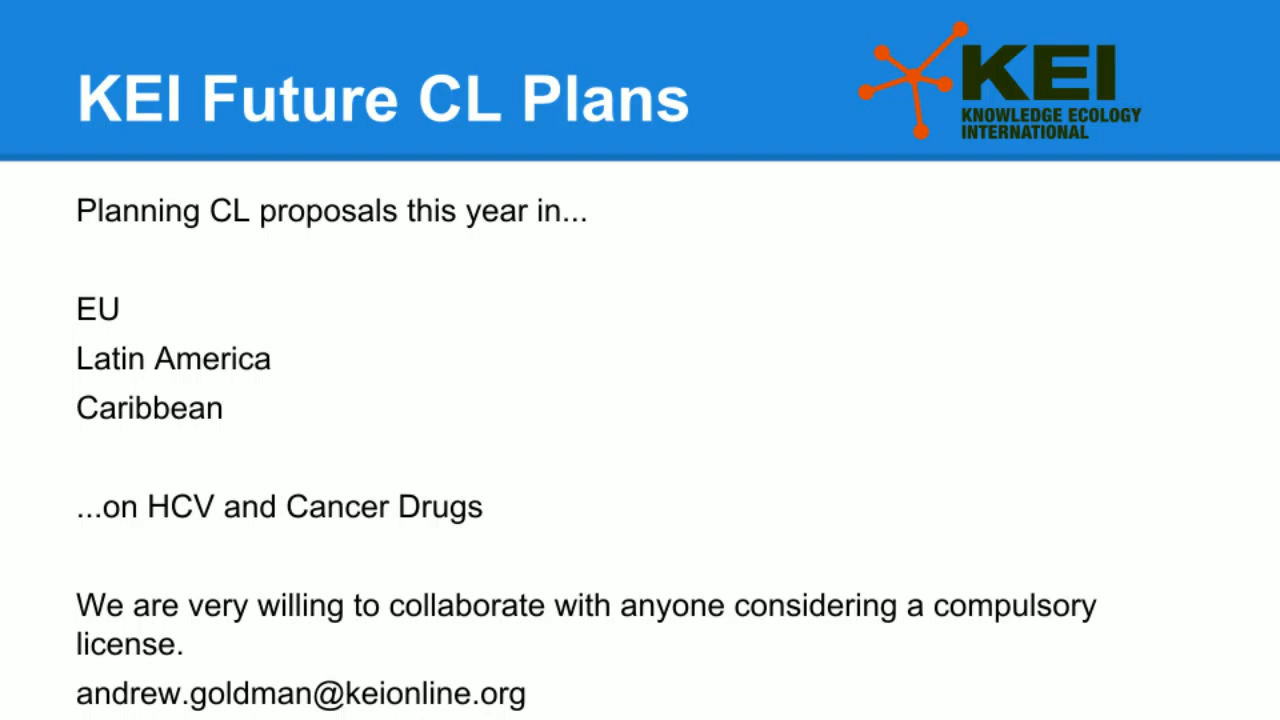 KEI Future CL Plans
KEI
KNOWLEDGE ECOLOGY
INTERNATIONAL
Planning CL proposals this year in...
EU
Latin America
Caribbean
...on HCV and Cancer Drugs
We are very willing to collaborate with anyone considering a compulsory
license.
andrew.goldman@keionline.org